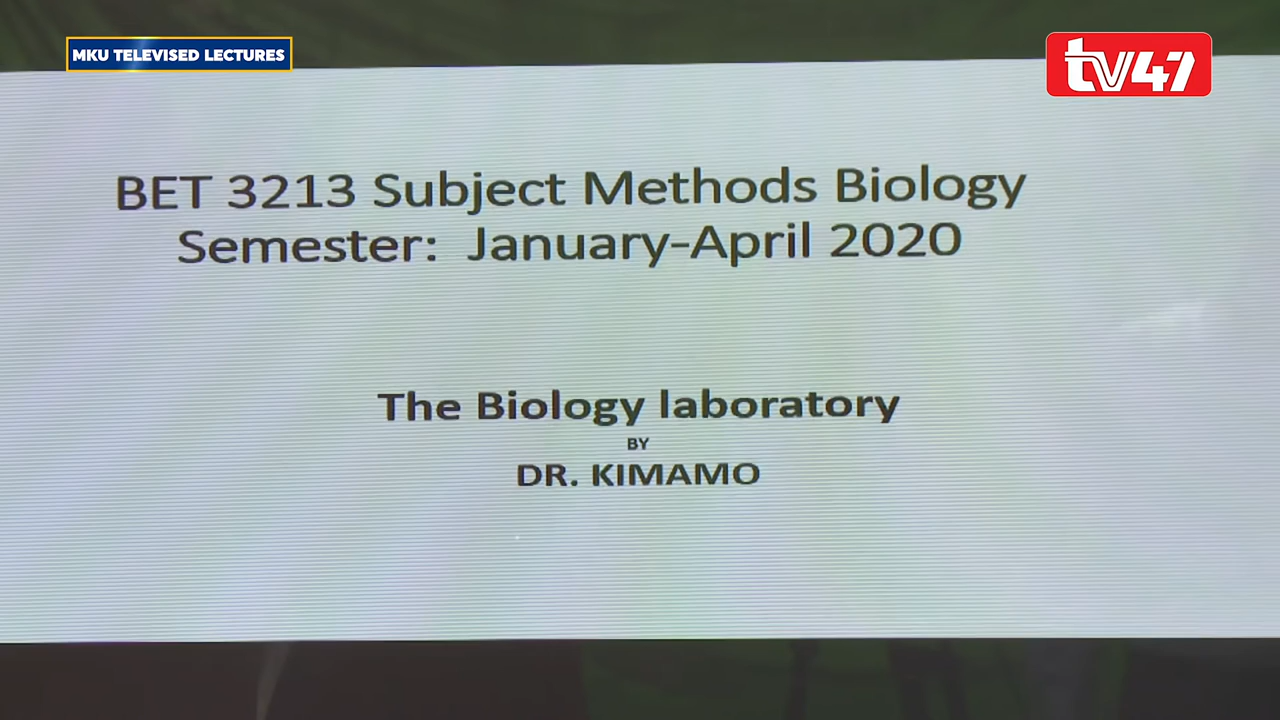 MKU TELEVISED LECTURES
tv47
BET 3213 Subject Methods Biology
Semester: January-April 2020
The Biology laboratory
BY
DR. KIMAMO